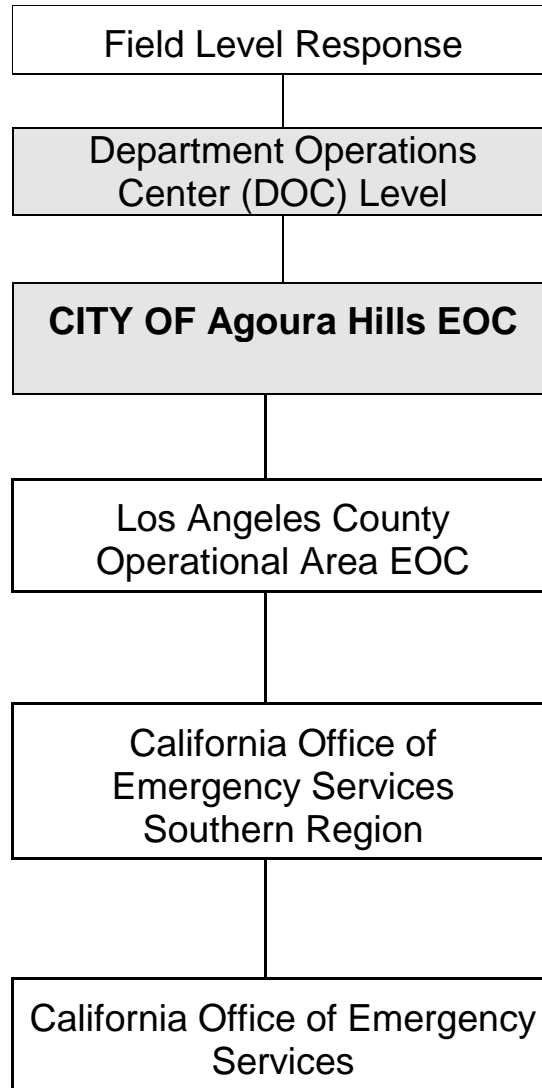 Field Level Response
Department Operations
Center (DOC) Level
CITY OF Agoura Hills EOC
Los Angeles County
Operational Area EOC
California Office of
Emergency Services
Southern Region
California Office of Emergency
Services